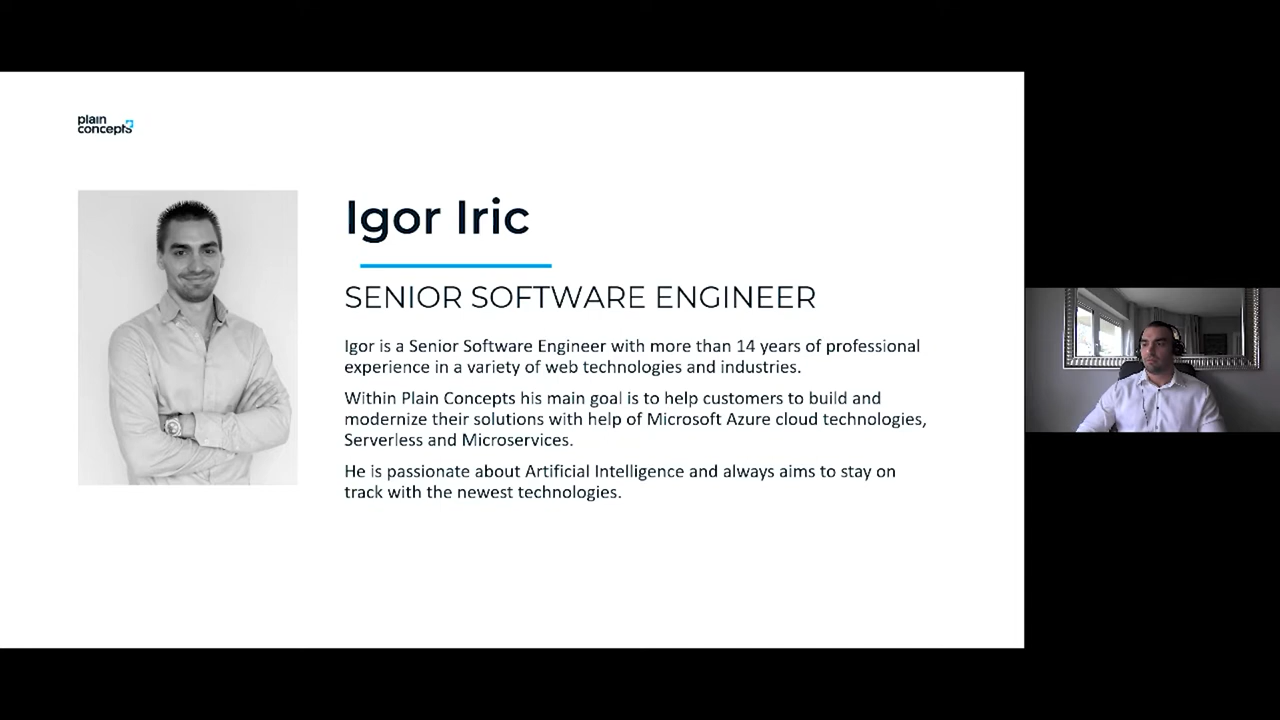 plain
concepts
Igor Iric
SENIOR SOFTWARE ENGINEER
Igor is a Senior Software Engineer with more than 14 years of professional
experience in a variety of web technologies and industries.
Within Plain Concepts his main goal is to help customers to build and
modernize their solutions with help of Microsoft Azure cloud technologies,
Serverless and Microservices.
He is passionate about Artificial Intelligence and always aims to stay on
track with the newest technologies.